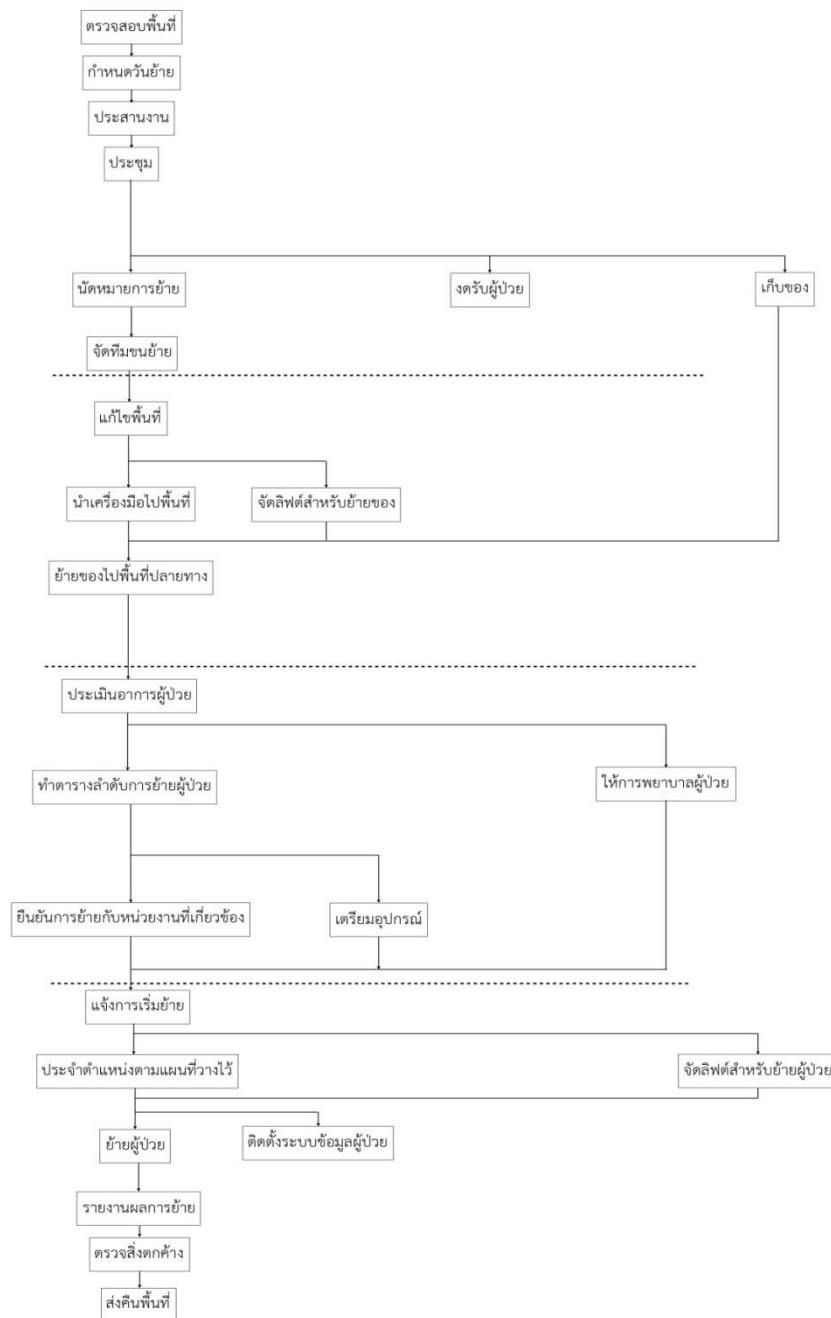 ตรวจสอบพื้นที่
กำหนดวันย้าย
ประสานงาน
ประชุม
นัดหมายการย้าย
งดรับผู้ป่วย
เก็บของ
จัดทีมขนย้าย
แก้ไขพื้นที่
นำเครื่องมือไปพื้นที่
จัดลิฟต์สำหรับย้ายของ
ย้ายของไปพื้นที่ปลายทาง
ประเมินอาการผู้ป่วย
ทำตารางลำดับการย้ายผู้ป่วย
ให้การพยาบาลผู้ป่วย
ยืนยันการย้ายกับหน่วยงานที่เกี่ยวข้อง
เตรียมอุปกรณ์
แจ้งการเริ่มย้าย
ประจำตำแหน่งตามแผนที่วางไว้
จัดลิฟต์สำหรับย้ายผู้ป่วย
ย้ายผู้ป่วย
ติดตั้งระบบข้อมูลผู้ป่วย
รายงานผลการย้าย
ตรวจสิ่งตกค้าง
ส่งคืนพื้นที่